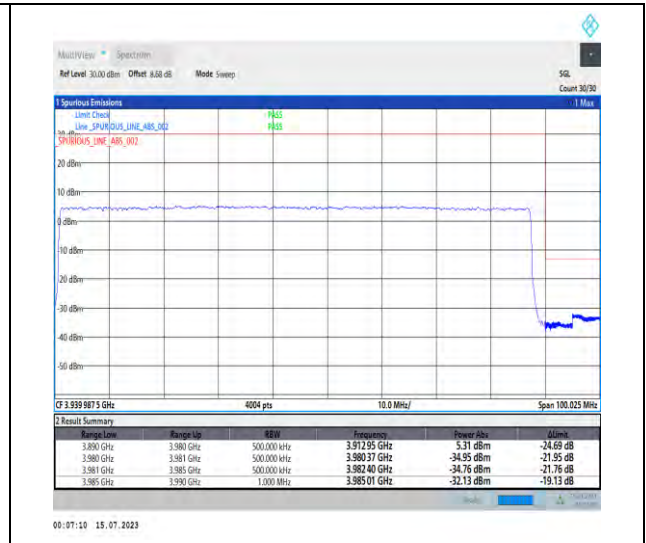 MultiView Spectrum
Ref Level 30.00 dBm Offset 8.68 dB Mode Sweep SGL
Count 30/30
1 Spurious Emissions 1 Max
Limit Check PASS
Line _SPURIOUS_LINE_ABS_002 PASS
_SPURIOUS_LINE_ABS_002
20 dBm
10 dBm
0 dBm
-10 dBm
-20 dBm
-30 dBm
-40 dBm
-50 dBm
CF 3.939 987 5 GHz 4004 pts 10.0 MHz/ Span 100.025 MHz
2 Result Summary
Range Low Range Up RBW Frequency Power Abs ΔLimit
3.890 GHz 3.980 GHz 500.000 kHz 3.912 95 GHz 5.31 dBm -24.69 dB
3.980 GHz 3.981 GHz 500.000 kHz 3.980 37 GHz -34.95 dBm -21.95 dB
3.981 GHz 3.985 GHz 500.000 kHz 3.982 40 GHz -34.76 dBm -21.76 dB
3.985 GHz 3.990 GHz 1.000 MHz 3.985 01 GHz -32.13 dBm -19.13 dB
00:07:10 15.07.2023